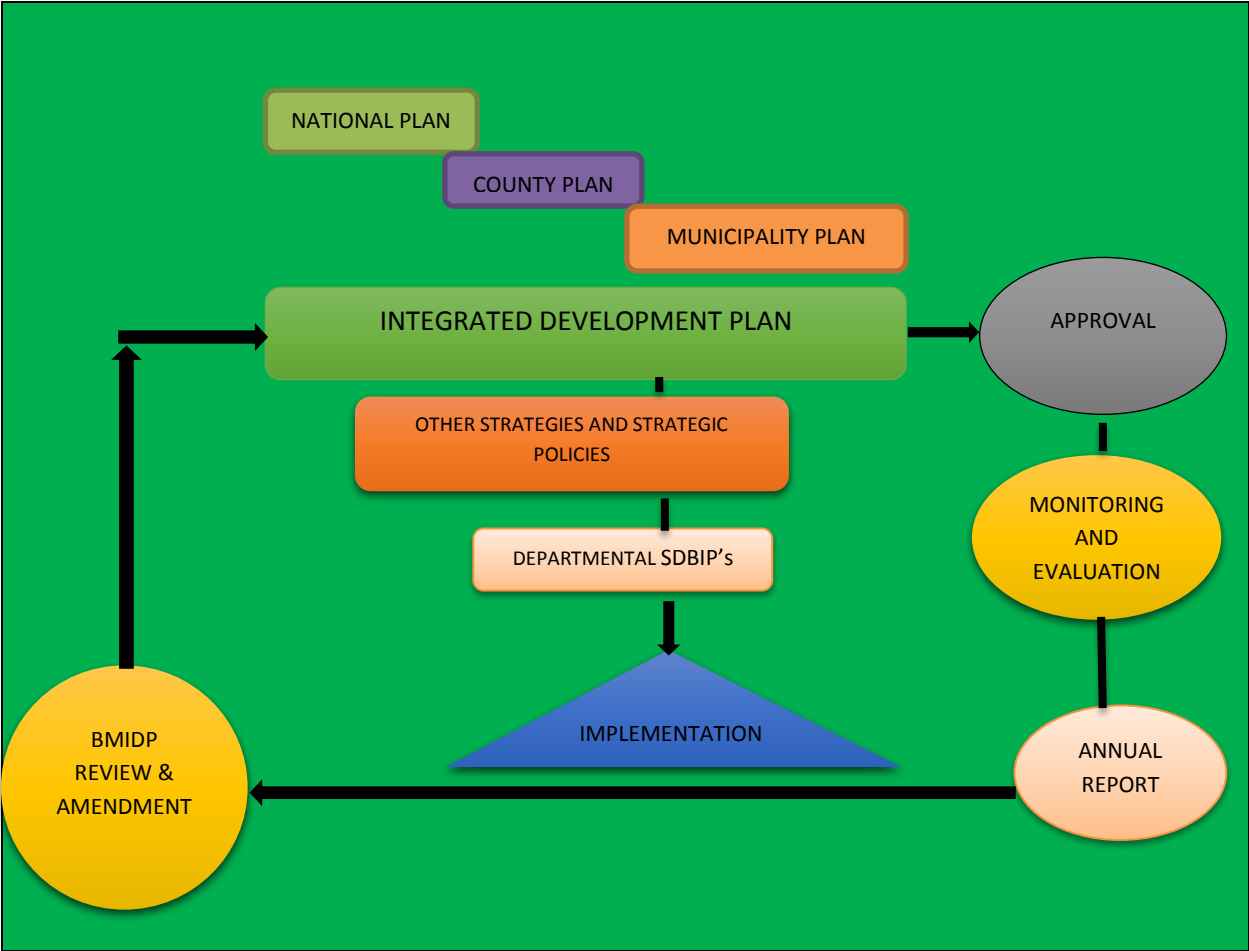 NATIONAL PLAN
COUNTY PLAN
MUNICIPALITY PLAN
INTEGRATED DEVELOPMENT PLAN
APPROVAL
OTHER STRATEGIES AND STRATEGIC
POLICIES
MONITORING
AND
EVALUATION
DEPARTMENTAL SDBIP’s
IMPLEMENTATION
ANNUAL
REPORT
BMIDP
REVIEW &
AMENDMENT